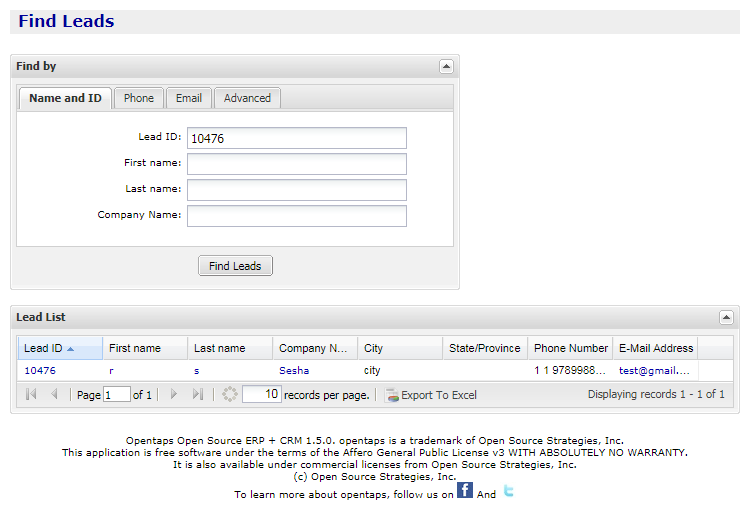 Find Leads
Find by
Name and ID Phone Email Advanced
Lead ID: 10476
First name:
Last name:
Company Name:
Find Leads
Lead List
Lead ID First name Last name Company N... City State/Province Phone Number E-Mail Address
10476 r s Sesha city 1 1 9789988... test@gmail....
Page 1 of 1 10 records per page. Export To Excel Displaying records 1 - 1 of 1
Opentaps Open Source ERP + CRM 1.5.0. opentaps is a trademark of Open Source Strategies, Inc.
This application is free software under the terms of the Affero General Public License v3 WITH ABSOLUTELY NO WARRANTY.
It is also available under commercial licenses from Open Source Strategies, Inc.
(c) Open Source Strategies, Inc.
To learn more about opentaps, follow us on f And t